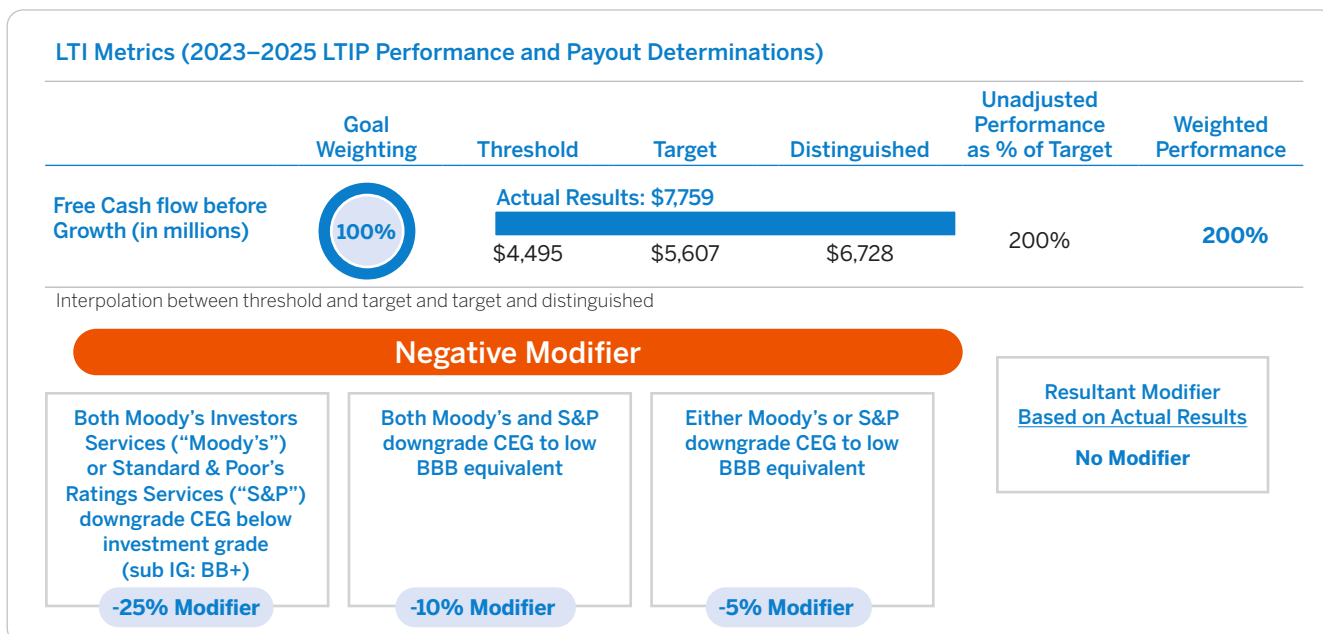 LTI Metrics (2023–2025 LTIP Performance and Payout Determinations)
Goal
Weighting
Threshold
Target
Distinguished
Unadjusted
Performance
as % of Target
Weighted
Performance
Free Cash flow before
Growth (in millions)
100%
Actual Results: $7,759
$4,495
$5,607
$6,728
200%
200%
Interpolation between threshold and target and target and distinguished
Negative Modifier
Both Moody's Investors
Services (“Moody's”)
or Standard & Poor's
Ratings Services (“S&P”)
downgrade CEG below
investment grade
(sub IG: BB+)
-25% Modifier
Both Moody's and S&P
downgrade CEG to low
BBB equivalent
-10% Modifier
Either Moody's or S&P
downgrade CEG to low
BBB equivalent
-5% Modifier
Resultant Modifier
Based on Actual Results
No Modifier